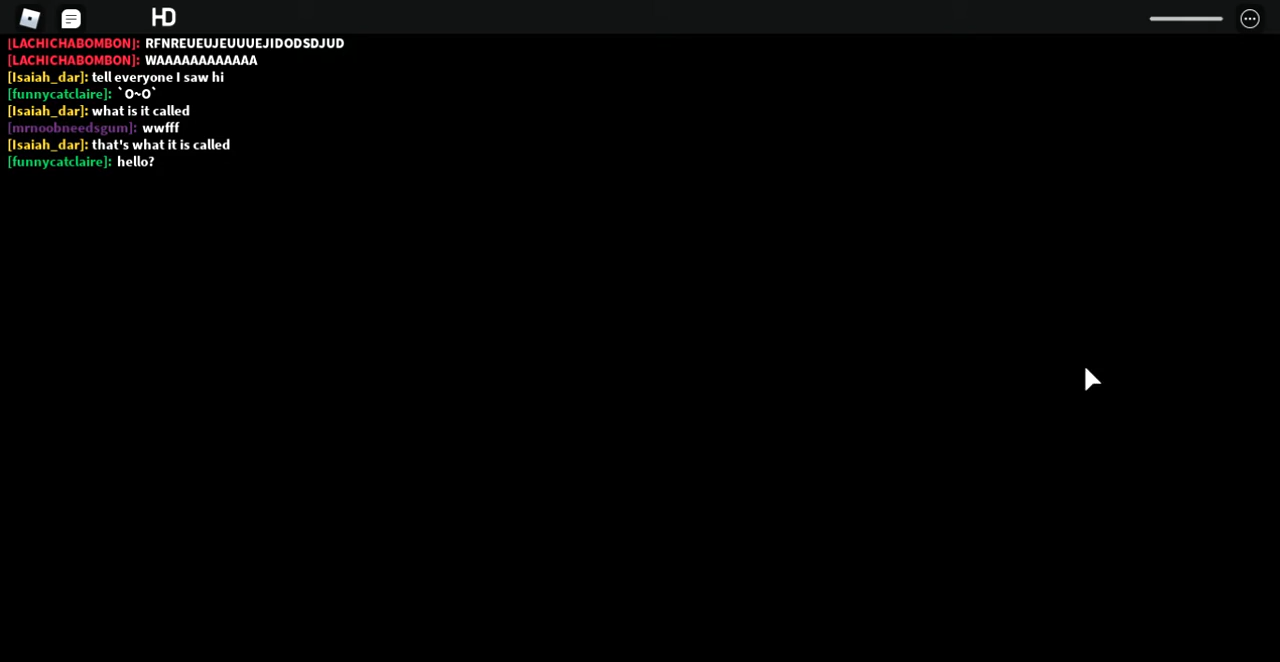 HD
[LACHICHABOMBON]: RFNREUEUJEUUUEJIDODSDJUD
[LACHICHABOMBON]: WAAAAAAAAAAAA
[Isaiah_dar]: tell everyone I saw hi
[funnycatclaire]: `O~O`
[Isaiah_dar]: what is it called
[mrnoobneedsgum]: wwfff
[Isaiah_dar]: that's what it is called
[funnycatclaire]: hello?